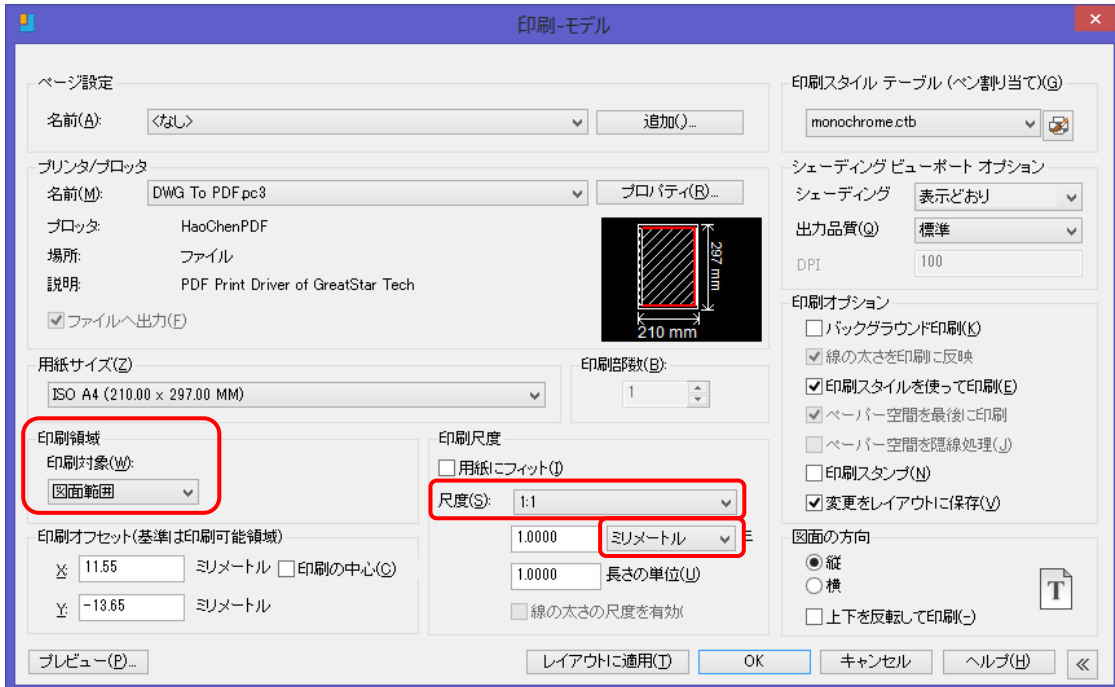 印刷-モデル
ページ設定
名前(A):
<なし>
追加()...
プリンタ/プロッタ
名前(M):
DWG To PDF.pc3
プロパティ(R)...
プロッタ:
HaoChenPDF
場所:
ファイル
説明:
PDF Print Driver of GreatStar Tech
ファイルへ出力(F)
297 mm
210 mm
用紙サイズ(Z)
ISO A4 (210.00 x 297.00 MM)
印刷部数(B):
1
印刷領域
印刷対象(W):
図面範囲
印刷オフセット(基準は印刷可能領域)
X:
11.55
ミリメートル
印刷の中心(C)
Y:
-13.65
ミリメートル
印刷尺度
用紙にフィット(I)
尺度(S):
1:1
1.0000
ミリメートル
1.0000
長さの単位(U)
線の太さの尺度を有効(
印刷スタイル テーブル (ペン割り当て)(G)
monochrome.ctb
シェーディング ビューポート オプション
シェーディング
表示どおり
出力品質(Q)
標準
DPI
100
印刷オプション
バックグラウンド印刷(K)
線の太さを印刷に反映
印刷スタイルを使って印刷(E)
ペーパー空間を最後に印刷
ペーパー空間を隠線処理(J)
印刷スタンプ(N)
変更をレイアウトに保存(V)
図面の方向
縦
横
T
上下を反転して印刷(-)
プレビュー(P)...
レイアウトに適用(T)
OK
キャンセル
ヘルプ(H)